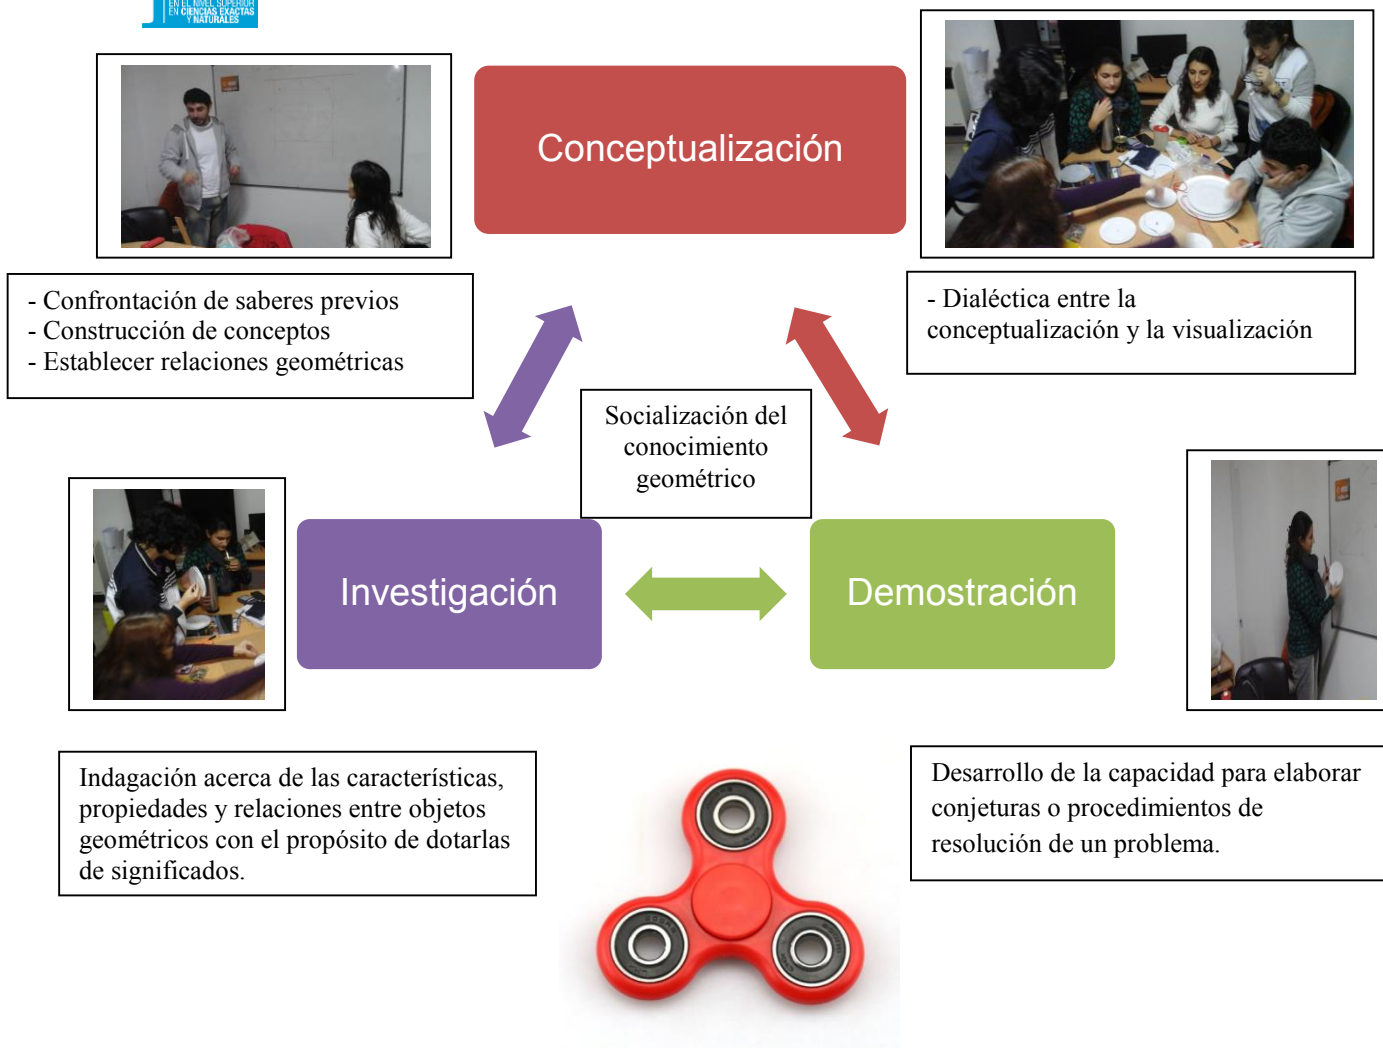 EN EL NIVEL SUPERIOR
EN CIENCIAS EXACTAS
Y NATURALES
Conceptualización
- Confrontación de saberes previos
- Construcción de conceptos
- Establecer relaciones geométricas
- Dialéctica entre la
conceptualización y la visualización
Socialización del
conocimiento
geométrico
Investigación
Demostración
Indagación acerca de las características,
propiedades y relaciones entre objetos
geométricos con el propósito de dotarlas
de significados.
Desarrollo de la capacidad para elaborar
conjeturas o procedimientos de
resolución de un problema.